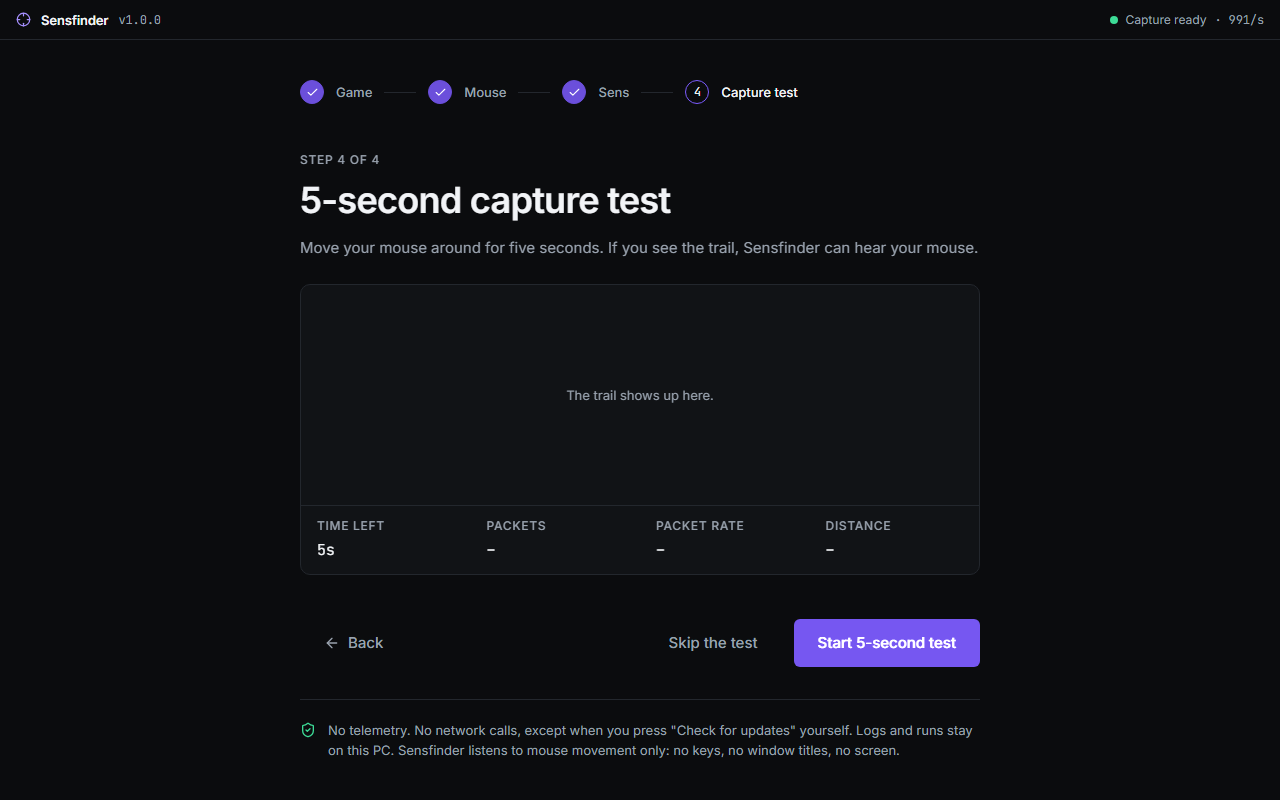 Sensfinder v1.0.0
Capture ready · 991/s
Game
Mouse
Sens
4 Capture test
STEP 4 OF 4
5-second capture test
Move your mouse around for five seconds. If you see the trail, Sensfinder can hear your mouse.
The trail shows up here.
TIME LEFT PACKETS PACKET RATE DISTANCE
5s – – –
← Back
Skip the test
Start 5-second test
No telemetry. No network calls, except when you press "Check for updates" yourself. Logs and runs stay
on this PC. Sensfinder listens to mouse movement only: no keys, no window titles, no screen.